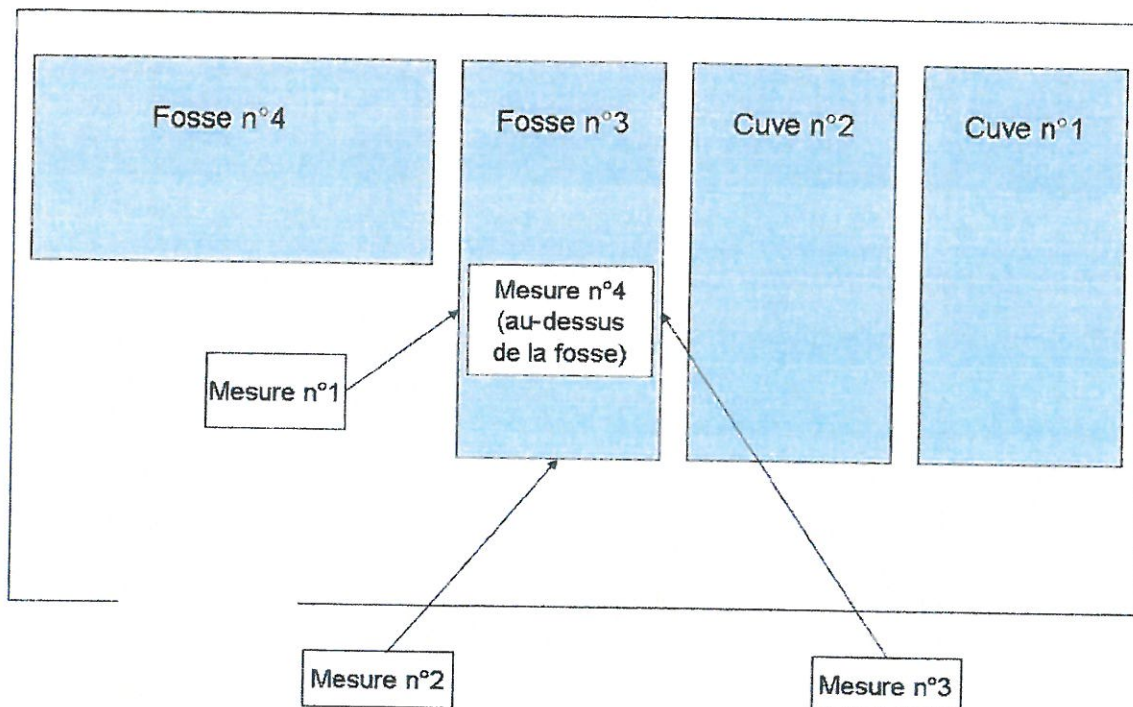 Fosse n°4
Fosse n°3
Cuve n°2
Cuve n°1
Mesure n°4
(au-dessus
de la fosse)
Mesure n°1
Mesure n°2
Mesure n°3